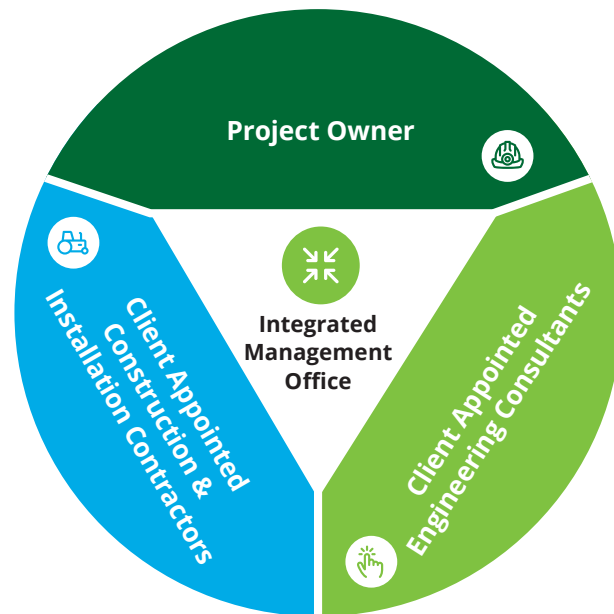 Project Owner
Integrated
Management
Office
Client Appointed
Construction &
Installation Contractors
Client Appointed
Engineering Consultants